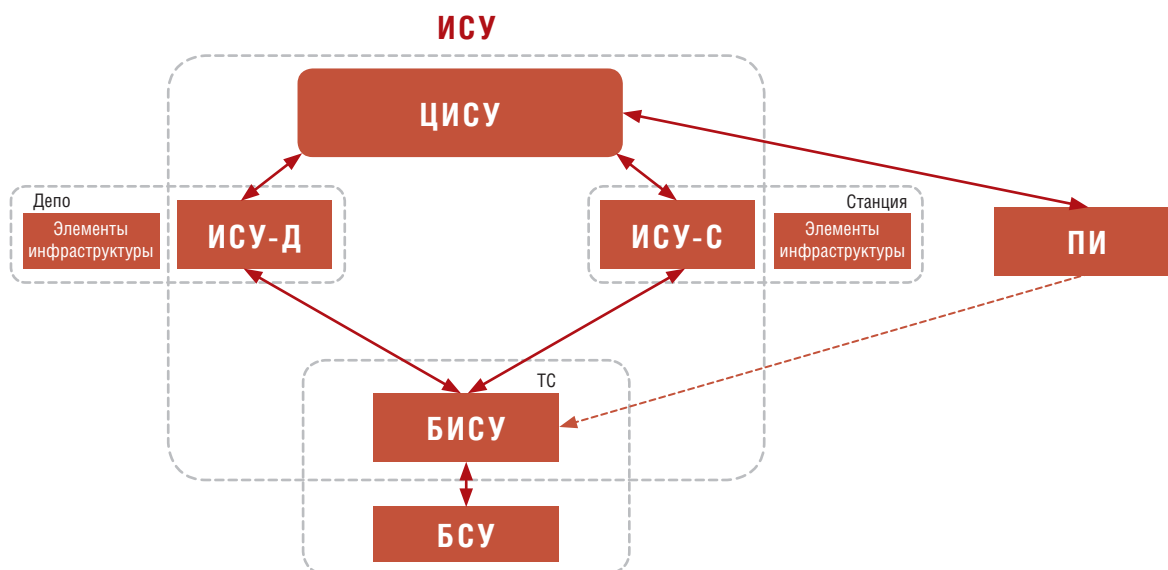 ИСУ
ЦИСУ
Депо
Элементы
инфраструктуры
ИСУ-Д
ИСУ-С
Станция
Элементы
инфраструктуры
ПИ
ТС
БИСУ
БСУ